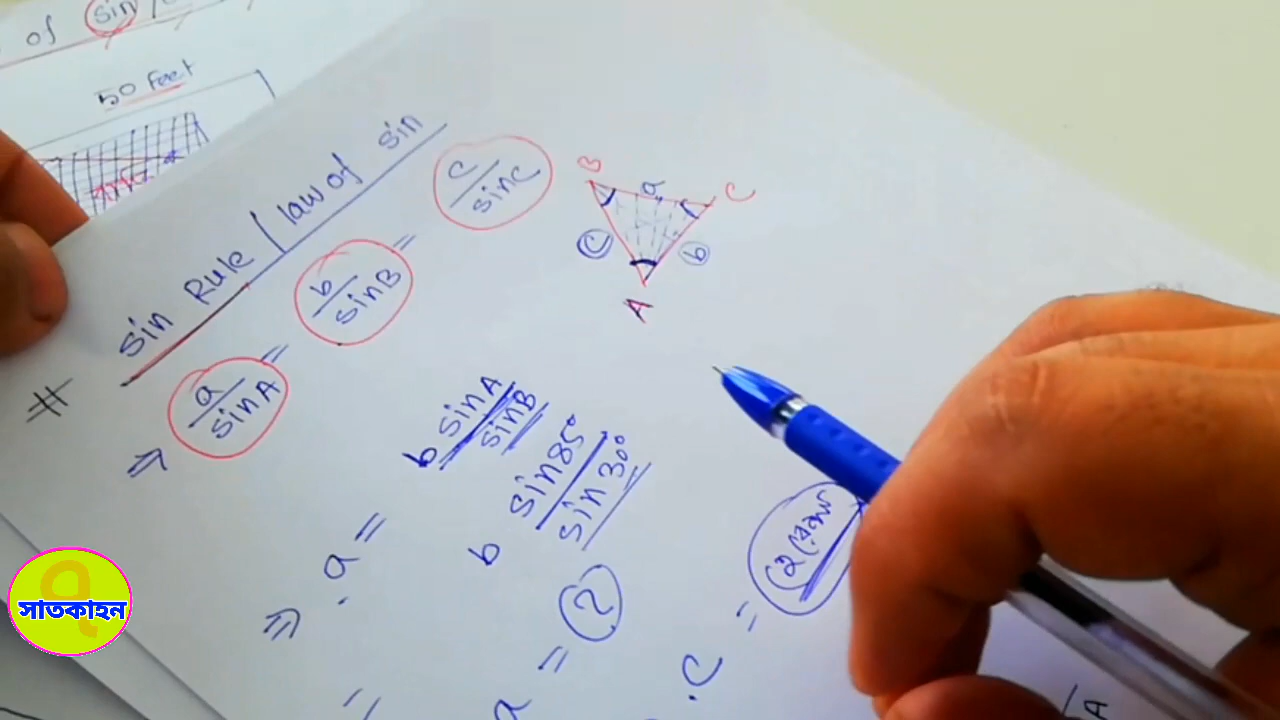 of sin
50 feet
# sin Rule / law of sin
⇒ a/sinA = b/sinB = c/sinC
B a C
c b
A
⇒ a = b sinA/sinB
= b sin85°/sin30°
a = ?
সাতকাহন